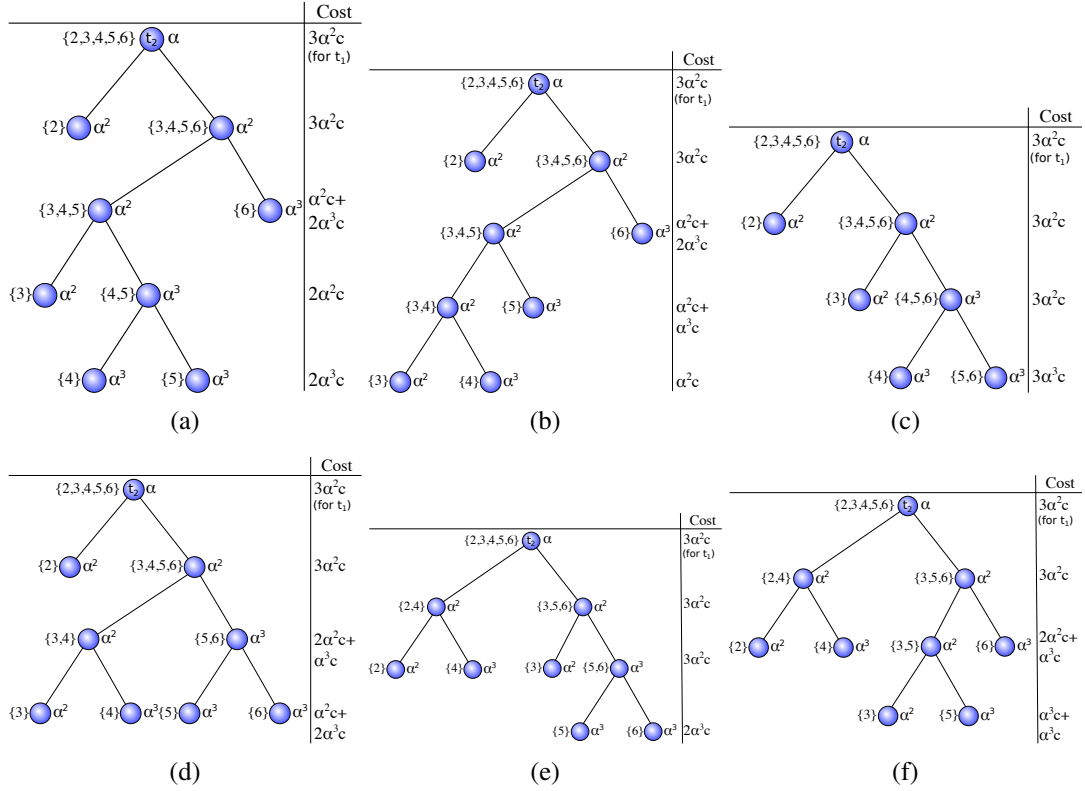 Cost
{2,3,4,5,6} t₂ α 3α²c
(for t₁)
{2} α² {3,4,5,6} α² 3α²c
{3,4,5} α² {6} α³ α²c+
2α³c
{3} α² {4,5} α³ 2α²c
{4} α³ {5} α³ 2α³c
(a)
Cost
{2,3,4,5,6} t₂ α 3α²c
(for t₁)
{2} α² {3,4,5,6} α² 3α²c
{3,4,5} α² {6} α³ α²c+
2α³c
{3,4} α² {5} α³ α²c+
α³c
{3} α² {4} α³ α²c
(b)
Cost
{2,3,4,5,6} t₂ α 3α²c
(for t₁)
{2} α² {3,4,5,6} α² 3α²c
{3} α² {4,5,6} α³ 3α²c
{4} α³ {5,6} α³ 3α³c
(c)
Cost
{2,3,4,5,6} t₂ α 3α²c
(for t₁)
{2} α² {3,4,5,6} α² 3α²c
{3,4} α² {5,6} α³ 2α²c+
α³c
{3} α² {4} α³ {5} α³ {6} α³ α²c+
2α³c
(d)
Cost
{2,3,4,5,6} t₂ α 3α²c
(for t₁)
{2,4} α² {3,5,6} α² 3α²c
{2} α² {4} α³ {3} α² {5,6} α³ 3α²c
{5} α³ {6} α³ 2α³c
(e)
Cost
{2,3,4,5,6} t₂ α 3α²c
(for t₁)
{2,4} α² {3,5,6} α² 3α²c
{2} α² {4} α³ {3,5} α² {6} α³ 2α²c+
α³c
{3} α² {5} α³ α³c+
α³c
(f)